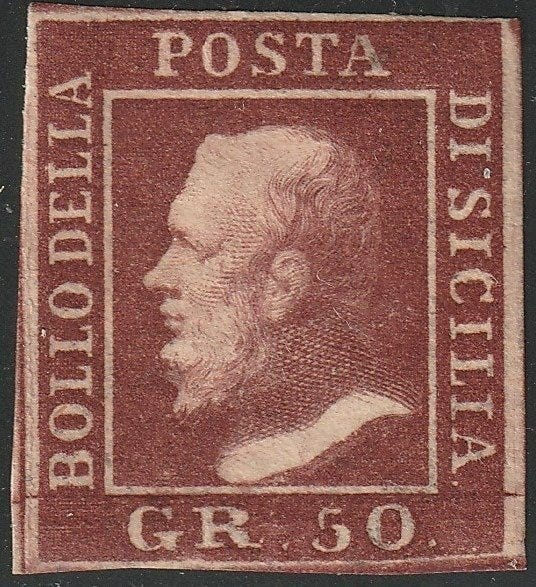 BOLLO DELLA
POSTA
DI SICILIA.
GR. 50.